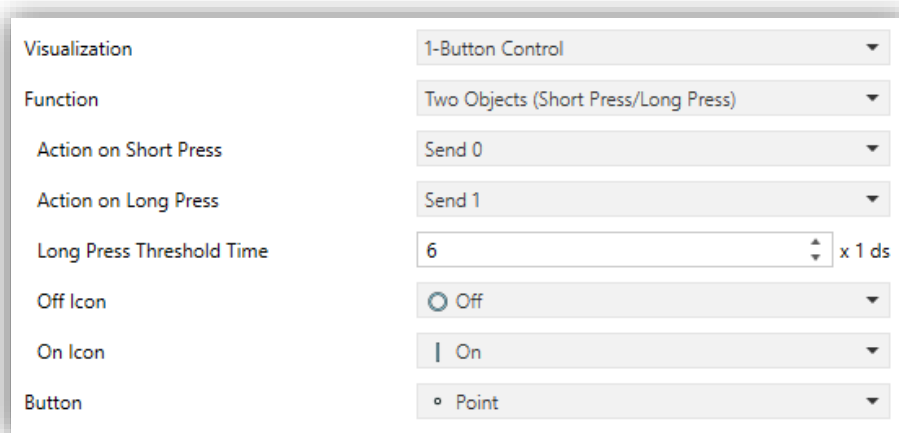 Visualization 1-Button Control
Function Two Objects (Short Press/Long Press)
Action on Short Press Send 0
Action on Long Press Send 1
Long Press Threshold Time 6 x 1 ds
Off Icon Off
On Icon On
Button Point